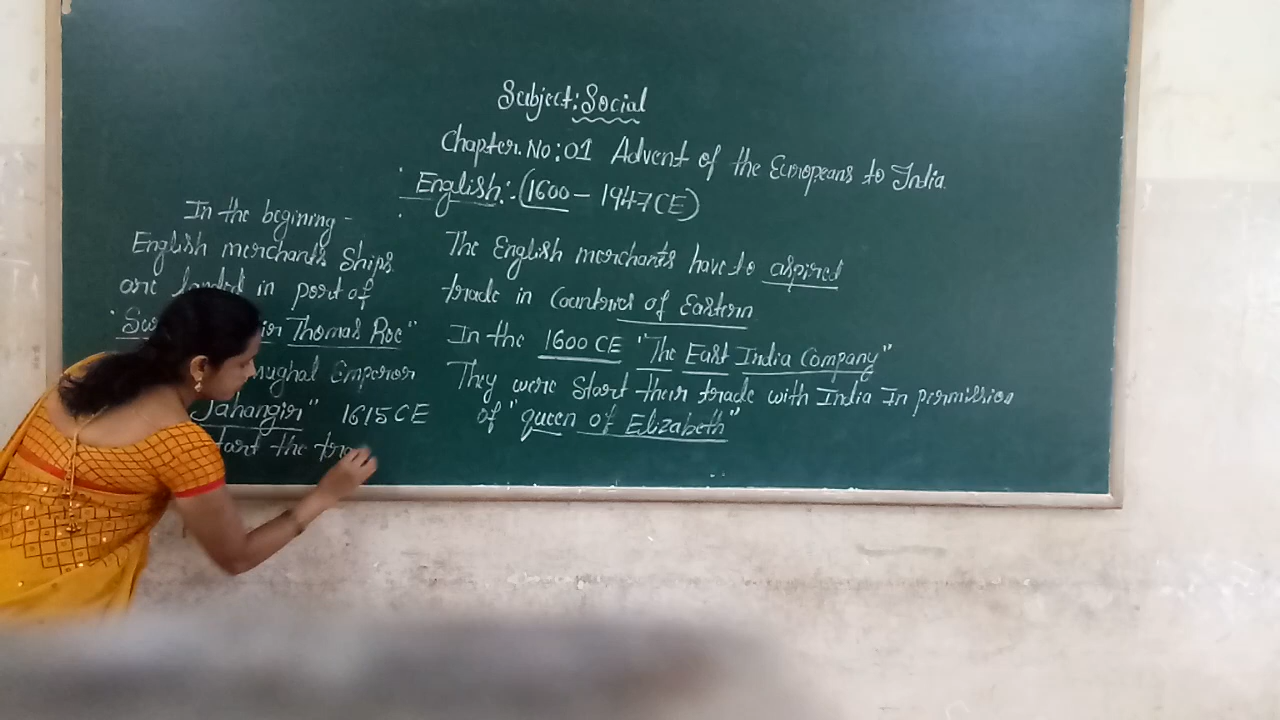 Subject: Social
Chapter. No: 01 Advent of the Europeans to India
English:- (1600 - 1947 CE)
The English merchants have to aspired
trade in Countries of Eastern
In the 1600 CE "The East India Company"
They were Start their trade with India In permission
of "queen of Elizabeth"
In the begining -
English merchants Ships
are landed in port of
Thomas Roe"
mughal Emperor
Jahangir" 1615 CE
the